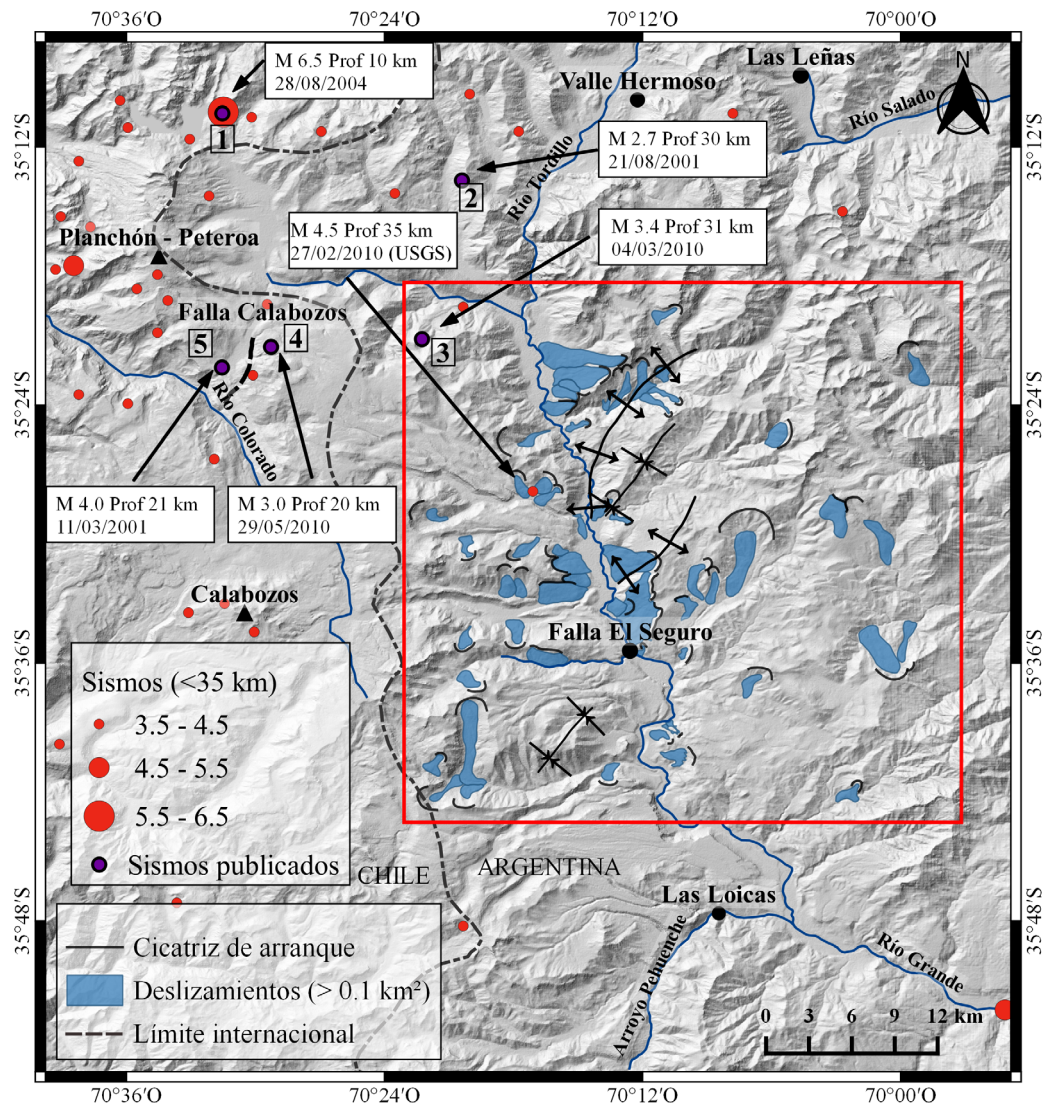 70°36'O
70°24'O
70°12'O
70°00'O
M 6.5 Prof 10 km
28/08/2004
Valle Hermoso
Las Leñas
N
Río Salado
35°12'S
35°12'S
1
M 2.7 Prof 30 km
21/08/2001
2
Río Tordillo
M 4.5 Prof 35 km
27/02/2010 (USGS)
M 3.4 Prof 31 km
04/03/2010
Planchón - Peteroa
Falla Calabozos
5
4
3
Río Colorado
35°24'S
35°24'S
M 4.0 Prof 21 km
11/03/2001
M 3.0 Prof 20 km
29/05/2010
Calabozos
Falla El Seguro
35°36'S
35°36'S
Sismos (<35 km)
3.5 - 4.5
4.5 - 5.5
5.5 - 6.5
Sismos publicados
CHILE
ARGENTINA
Las Loicas
35°48'S
35°48'S
Arroyo Pehuenche
Río Grande
Cicatriz de arranque
Deslizamientos (> 0.1 km²)
Límite internacional
0 3 6 9 12 km
70°36'O
70°24'O
70°12'O
70°00'O